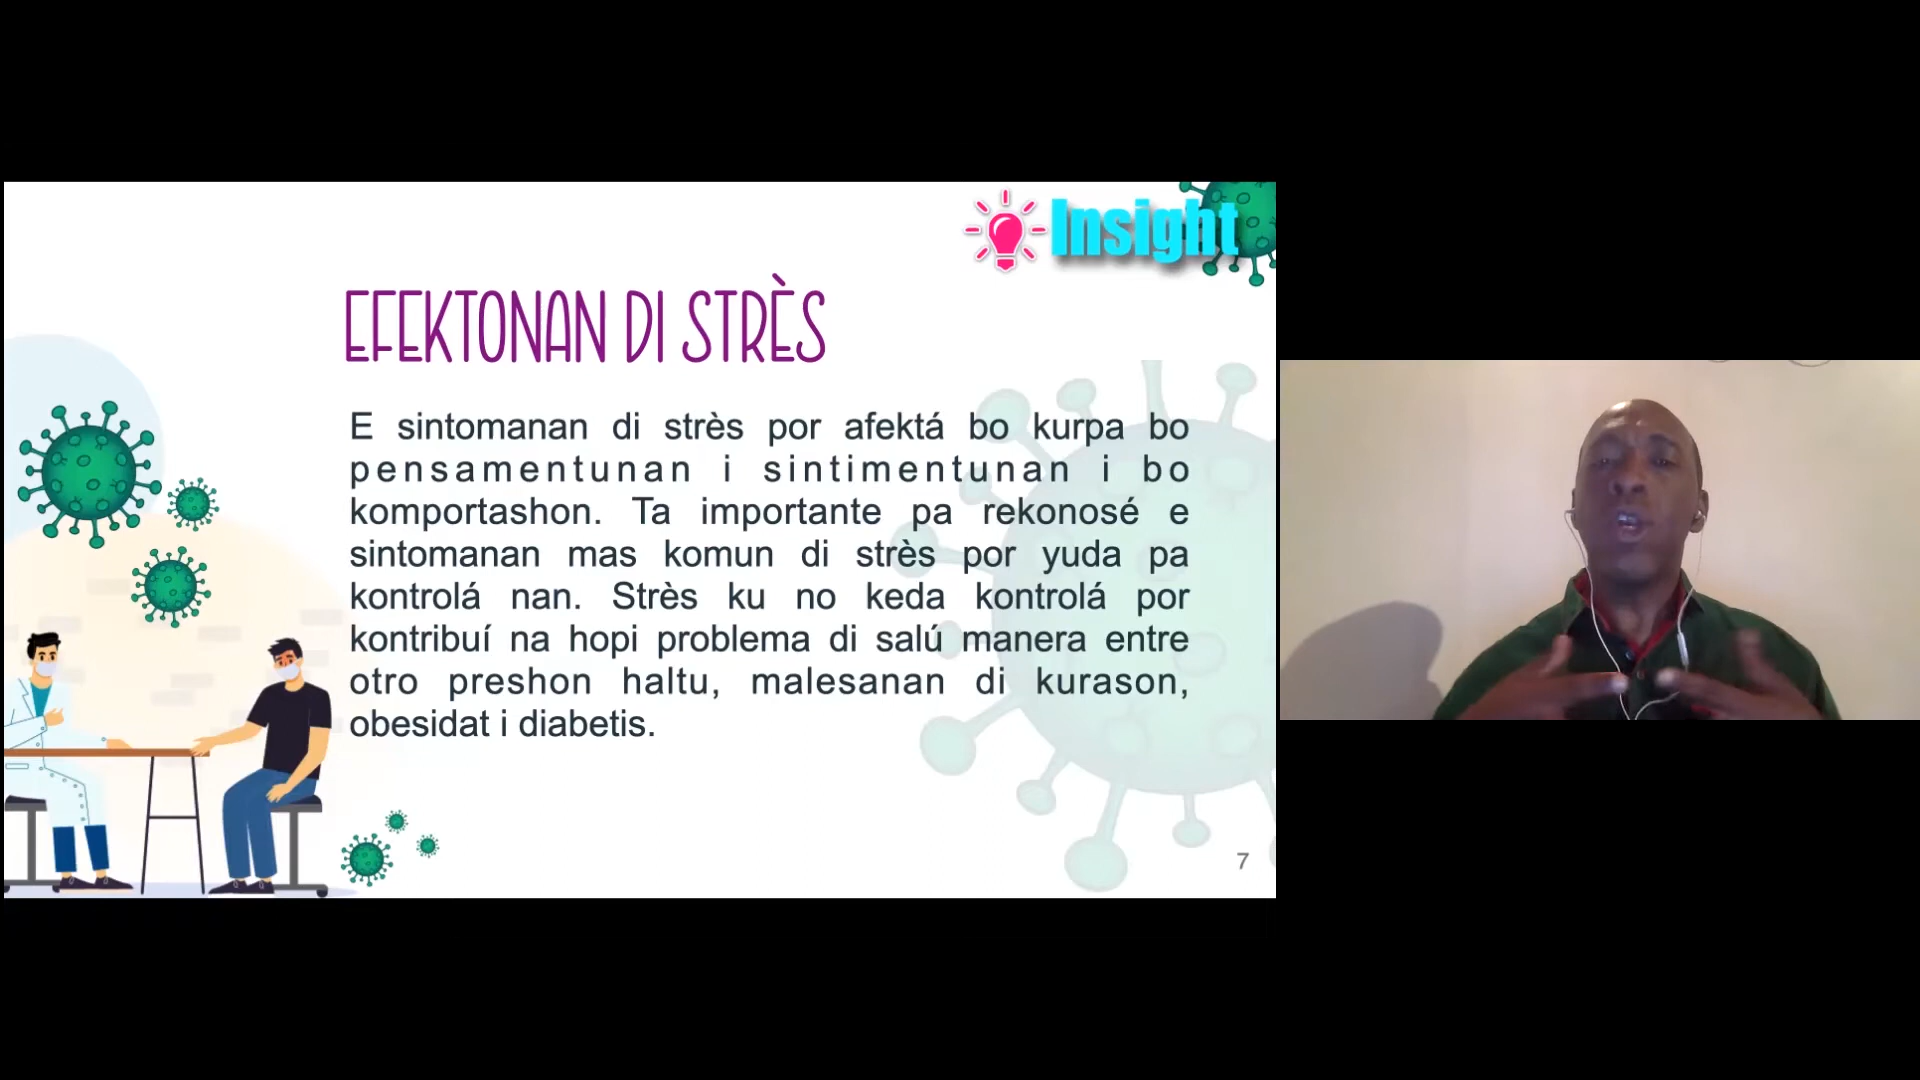 Insight
EFEKTONAN DI STRÈS
E sintomanan di strès por afektá bo kurpa bo
pensamentunan i sintimentunan i bo
komportashon. Ta importante pa rekonosé e
sintomanan mas komun di strès por yuda pa
kontrolá nan. Strès ku no keda kontrolá por
kontribuí na hopi problema di salú manera entre
otro preshon haltu, malesanan di kurason,
obesidat i diabetis.
7